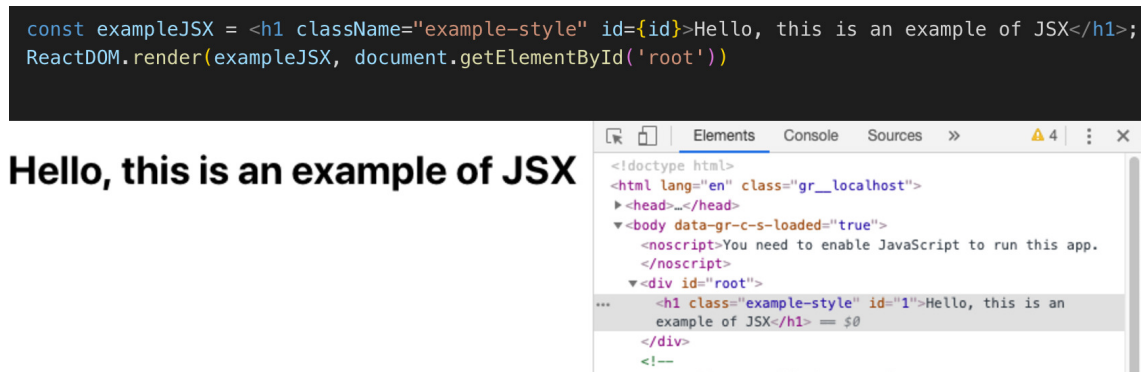 const exampleJSX = <h1 className="example-style" id={id}>Hello, this is an example of JSX</h1>;
ReactDOM.render(exampleJSX, document.getElementById('root'))
Hello, this is an example of JSX
Elements Console Sources » 4
<!doctype html>
<html lang="en" class="gr__localhost">
<head>…</head>
<body data-gr-c-s-loaded="true">
<noscript>You need to enable JavaScript to run this app.
</noscript>
<div id="root">
<h1 class="example-style" id="1">Hello, this is an
example of JSX</h1> == $0
</div>
<!--